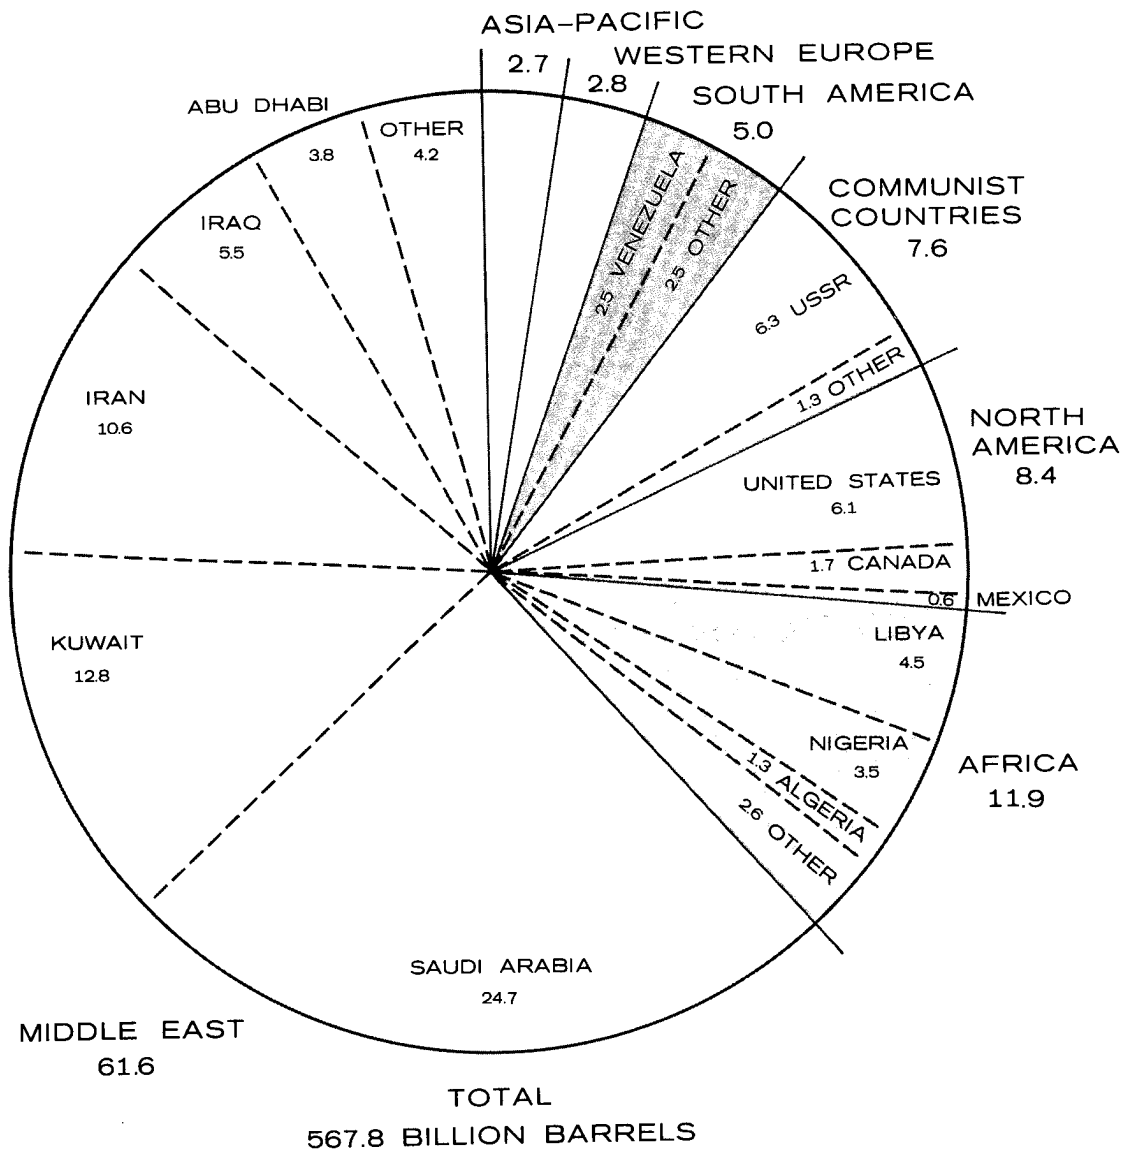 ASIA–PACIFIC
2.7
WESTERN EUROPE
2.8
SOUTH AMERICA
5.0
2.5 VENEZUELA
2.5 OTHER
COMMUNIST
COUNTRIES
7.6
6.3 USSR
1.3 OTHER
NORTH
AMERICA
8.4
UNITED STATES
6.1
1.7 CANADA
0.6 MEXICO
LIBYA
4.5
NIGERIA
3.5
1.3 ALGERIA
2.6 OTHER
AFRICA
11.9
SAUDI ARABIA
24.7
KUWAIT
12.8
IRAN
10.6
IRAQ
5.5
ABU DHABI
3.8
OTHER
4.2
MIDDLE EAST
61.6
TOTAL
567.8 BILLION BARRELS